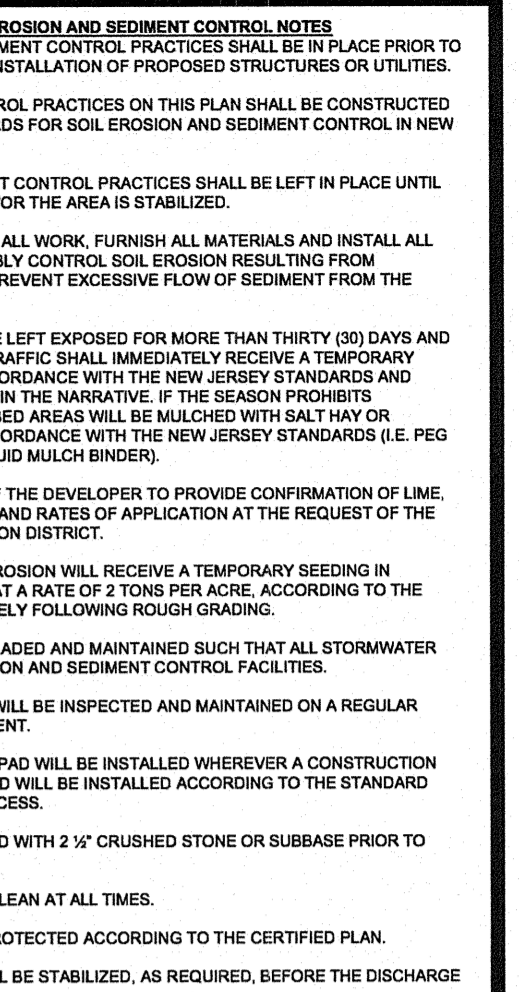 ROSION AND SEDIMENT CONTROL NOTES
MENT CONTROL PRACTICES SHALL BE IN PLACE PRIOR TO
NSTALLATION OF PROPOSED STRUCTURES OR UTILITIES.
ROL PRACTICES ON THIS PLAN SHALL BE CONSTRUCTED
DS FOR SOIL EROSION AND SEDIMENT CONTROL IN NEW
T CONTROL PRACTICES SHALL BE LEFT IN PLACE UNTIL
OR THE AREA IS STABILIZED.
ALL WORK, FURNISH ALL MATERIALS AND INSTALL ALL
BLY CONTROL SOIL EROSION RESULTING FROM
REVENT EXCESSIVE FLOW OF SEDIMENT FROM THE
E LEFT EXPOSED FOR MORE THAN THIRTY (30) DAYS AND
RAFFIC SHALL IMMEDIATELY RECEIVE A TEMPORARY
ORDANCE WITH THE NEW JERSEY STANDARDS AND
IN THE NARRATIVE. IF THE SEASON PROHIBITS
BED AREAS WILL BE MULCHED WITH SALT HAY OR
CORDANCE WITH THE NEW JERSEY STANDARDS (I.E. PEG
UID MULCH BINDER).
F THE DEVELOPER TO PROVIDE CONFIRMATION OF LIME,
AND RATES OF APPLICATION AT THE REQUEST OF THE
ON DISTRICT.
ROSION WILL RECEIVE A TEMPORARY SEEDING IN
AT A RATE OF 2 TONS PER ACRE, ACCORDING TO THE
ELY FOLLOWING ROUGH GRADING.
ADED AND MAINTAINED SUCH THAT ALL STORMWATER
ON AND SEDIMENT CONTROL FACILITIES.
WILL BE INSPECTED AND MAINTAINED ON A REGULAR
ENT.
PAD WILL BE INSTALLED WHEREVER A CONSTRUCTION
D WILL BE INSTALLED ACCORDING TO THE STANDARD
CESS.
D WITH 2 ½" CRUSHED STONE OR SUBBASE PRIOR TO
LEAN AT ALL TIMES.
ROTECTED ACCORDING TO THE CERTIFIED PLAN.
L BE STABILIZED, AS REQUIRED, BEFORE THE DISCHARGE